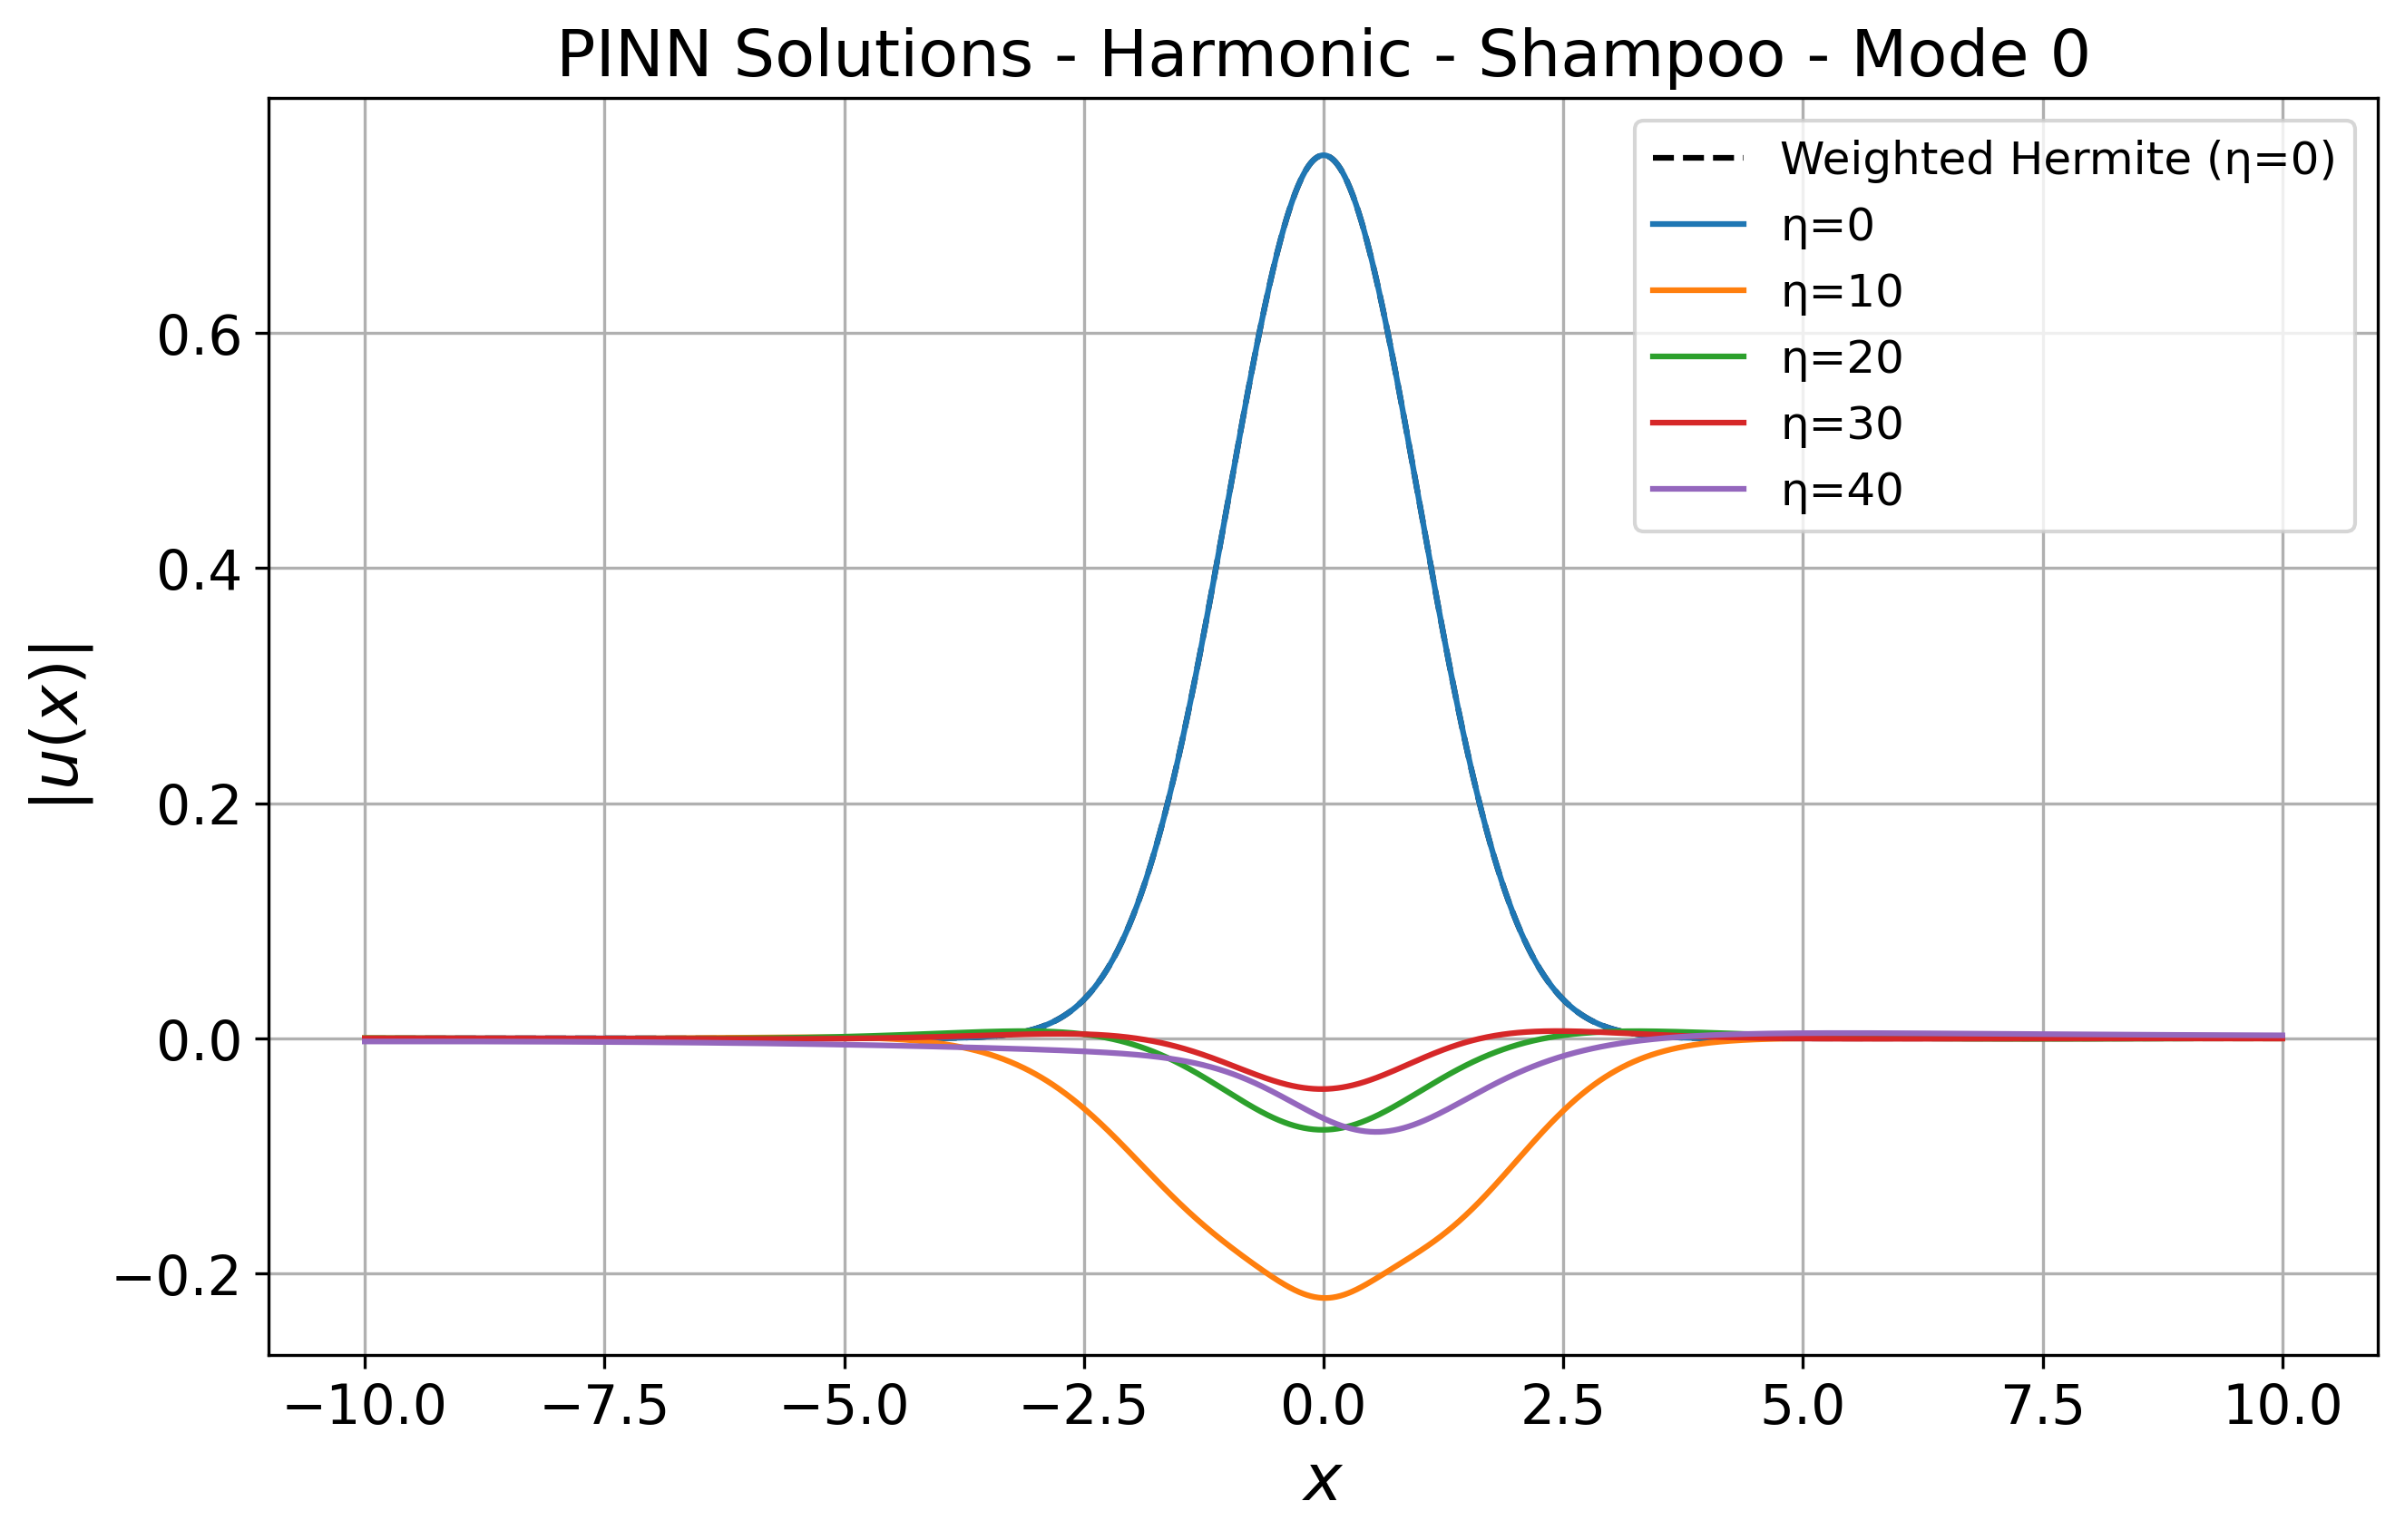 PINN Solutions - Harmonic - Shampoo - Mode 0
Weighted Hermite (η=0)
η=0
η=10
η=20
η=30
η=40
0.6
0.4
0.2
0.0
−0.2
|u(x)|
−10.0 −7.5 −5.0 −2.5 0.0 2.5 5.0 7.5 10.0
x